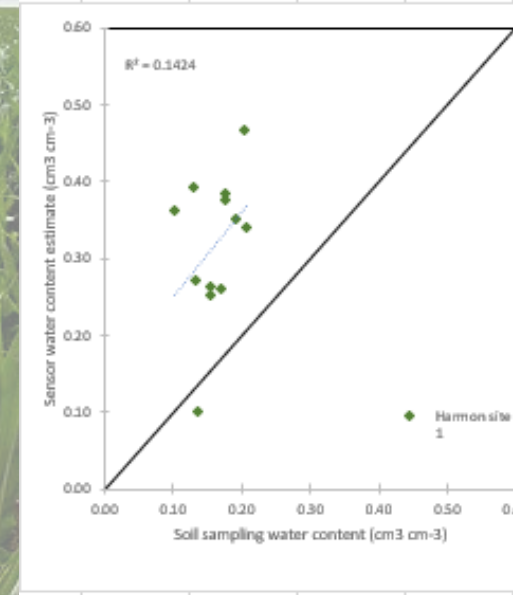 0.60
R² = 0.1424
0.50
0.40
0.30
0.20
0.10
0.00
Sensor water content estimate (cm3 cm-3)
Harmon site
1
0.00 0.10 0.20 0.30 0.40 0.50
Soil sampling water content (cm3 cm-3)